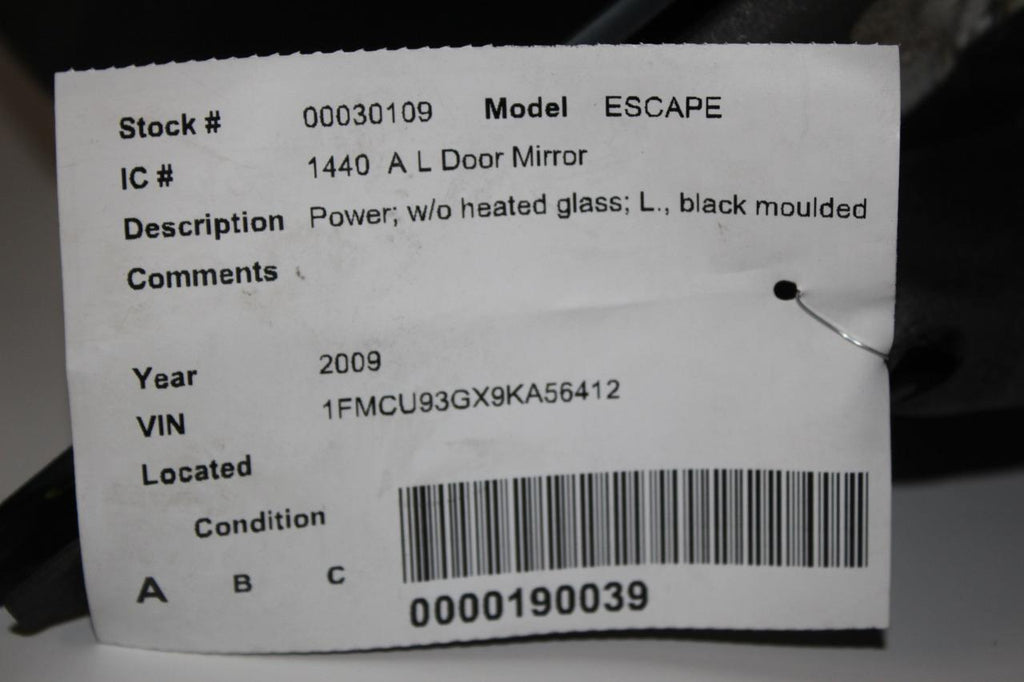 Stock # 00030109 Model ESCAPE
IC # 1440 A L Door Mirror
Description Power; w/o heated glass; L., black moulded
Comments
Year 2009
VIN 1FMCU93GX9KA56412
Located
Condition
A B C
0000190039